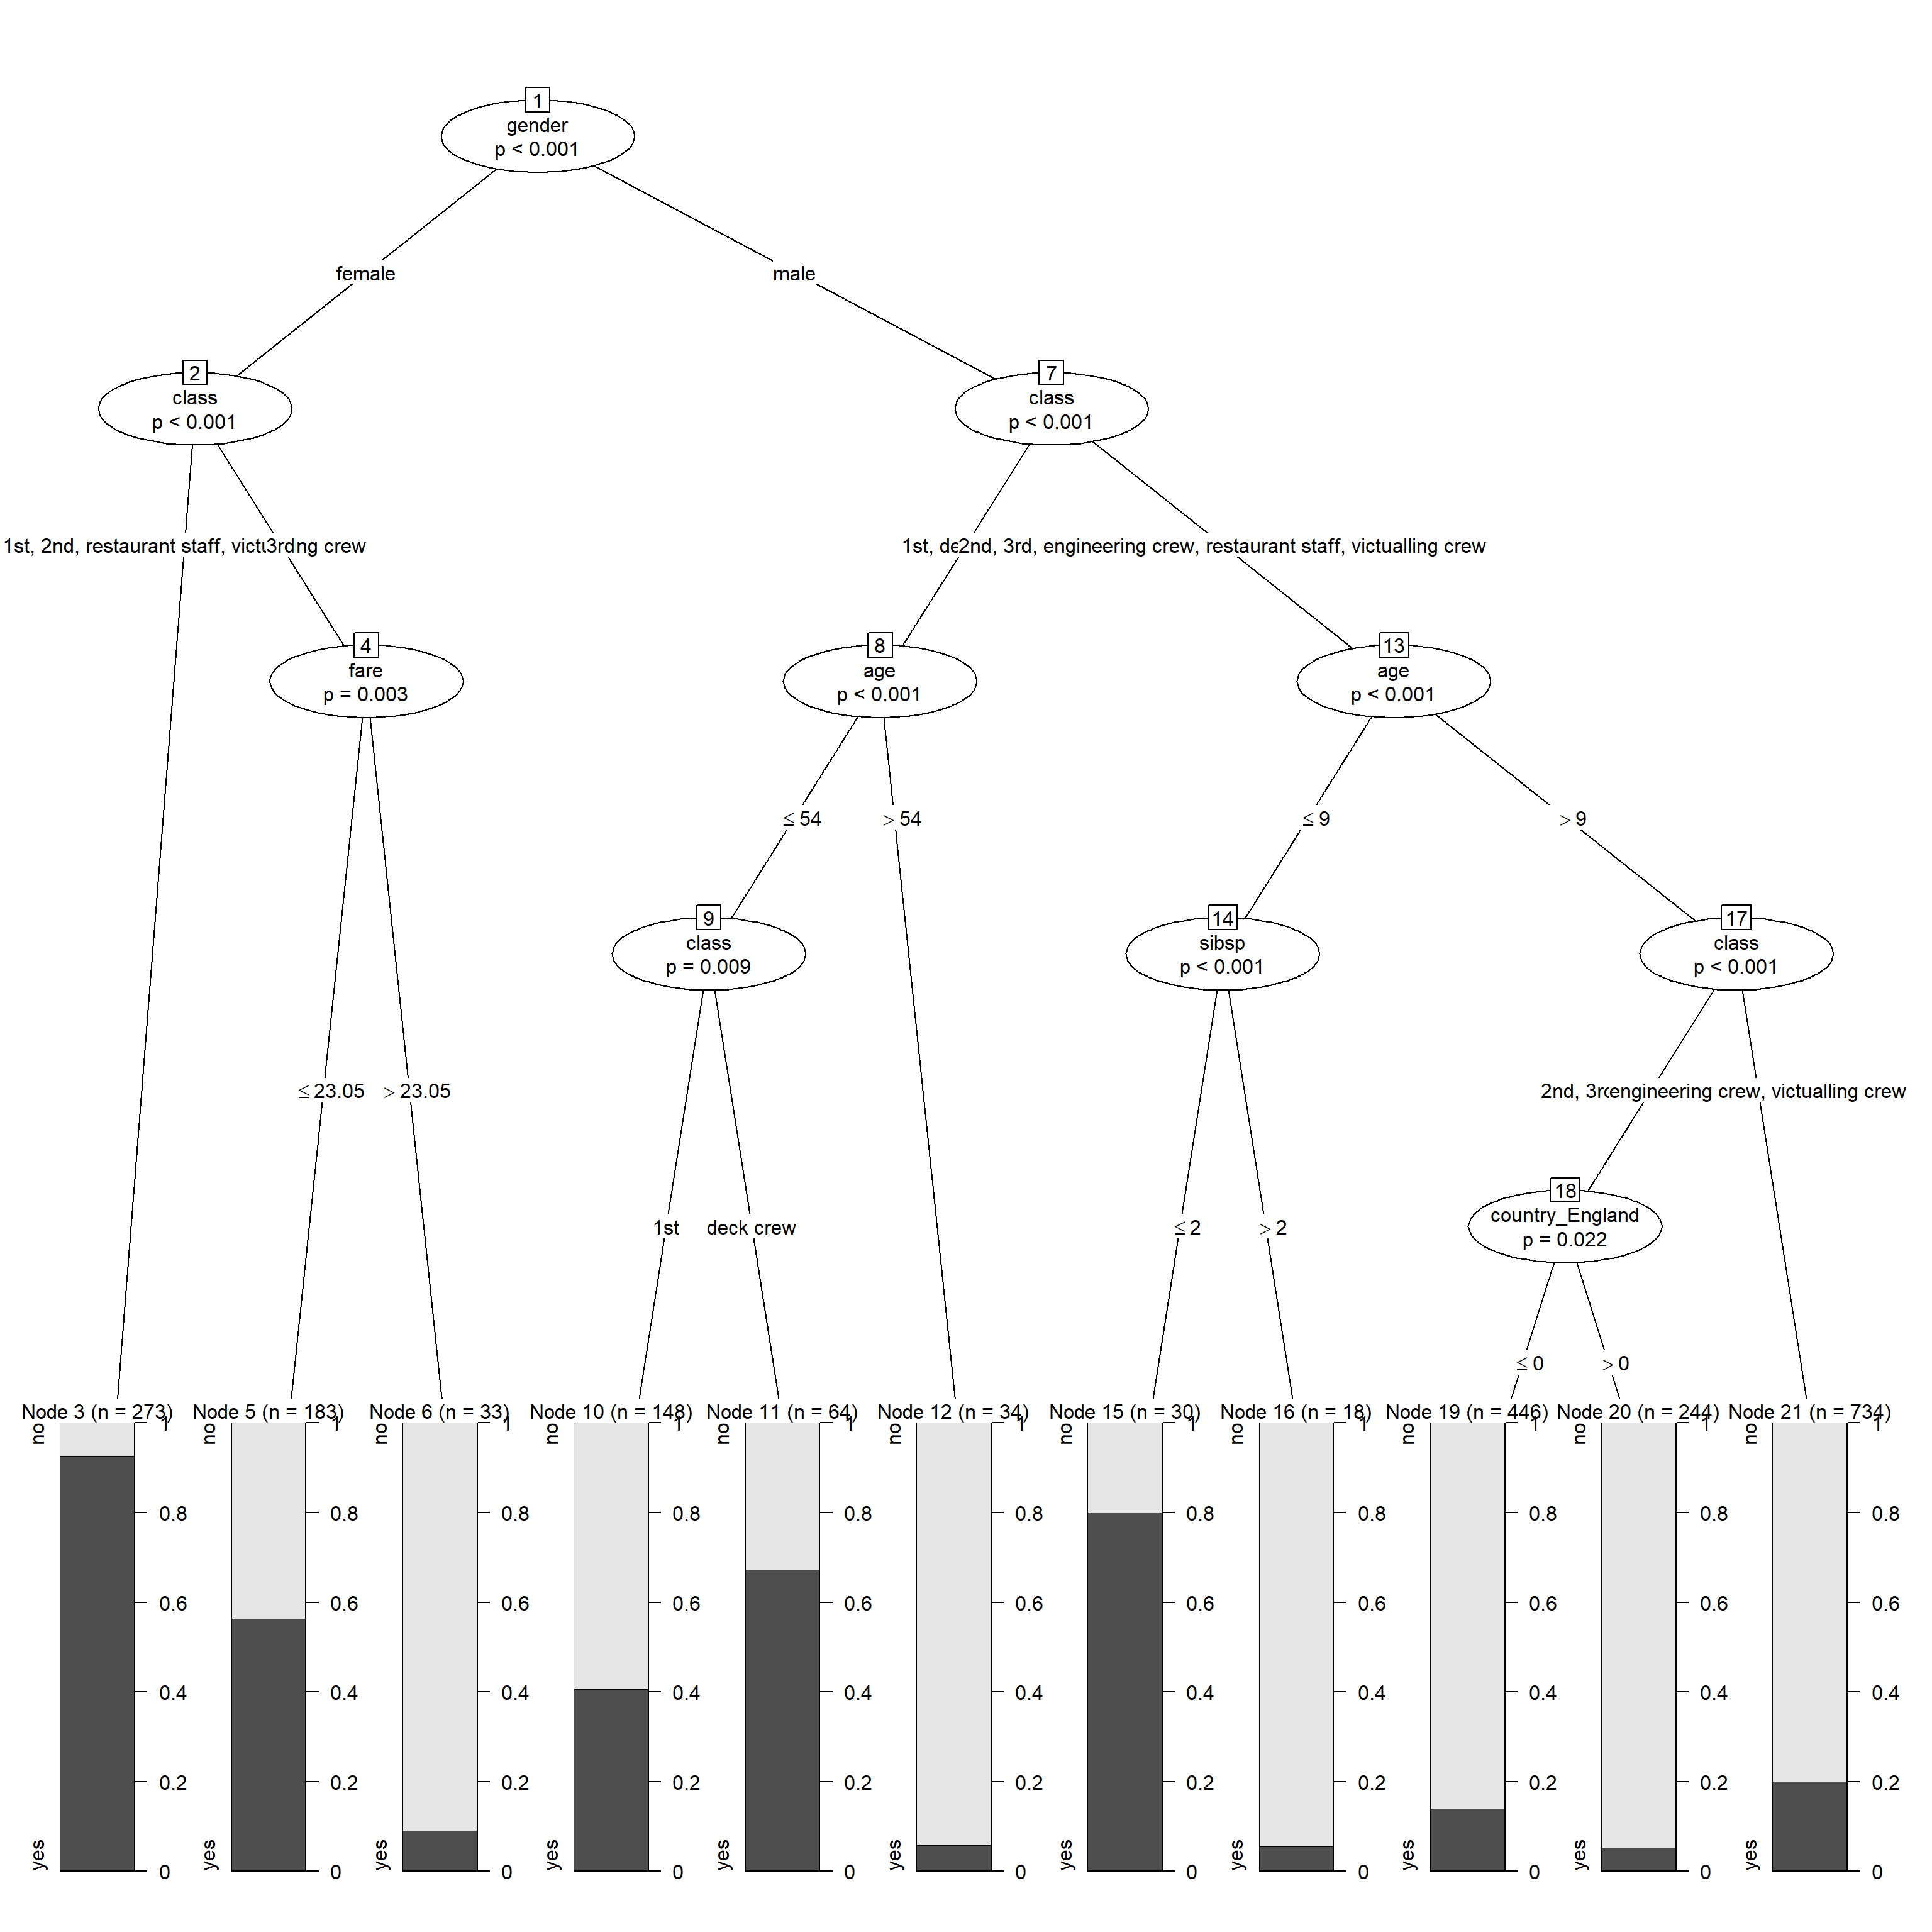 1
gender
p < 0.001
female
male
2
class
p < 0.001
7
class
p < 0.001
1st, 2nd, restaurant staff, 3rd crew
1st, 2nd, 3rd, engineering crew, restaurant staff, victualling crew
4
fare
p = 0.003
8
age
p < 0.001
13
age
p < 0.001
≤ 54
> 54
≤ 9
> 9
9
class
p = 0.009
14
sibsp
p < 0.001
17
class
p < 0.001
≤ 23.05
> 23.05
2nd, engineering crew, victualling crew
18
country_England
p = 0.022
1st
deck crew
≤ 2
> 2
≤ 0
> 0
Node 3 (n = 273)
no
yes
1
0.8
0.6
0.4
0.2
0
Node 5 (n = 183)
no
yes
1
0.8
0.6
0.4
0.2
0
Node 6 (n = 33)
no
yes
1
0.8
0.6
0.4
0.2
0
Node 10 (n = 148)
no
yes
1
0.8
0.6
0.4
0.2
0
Node 11 (n = 64)
no
yes
1
0.8
0.6
0.4
0.2
0
Node 12 (n = 34)
no
yes
1
0.8
0.6
0.4
0.2
0
Node 15 (n = 30)
no
yes
1
0.8
0.6
0.4
0.2
0
Node 16 (n = 18)
no
yes
1
0.8
0.6
0.4
0.2
0
Node 19 (n = 446)
no
yes
1
0.8
0.6
0.4
0.2
0
Node 20 (n = 244)
no
yes
1
0.8
0.6
0.4
0.2
0
Node 21 (n = 734)
no
yes
1
0.8
0.6
0.4
0.2
0